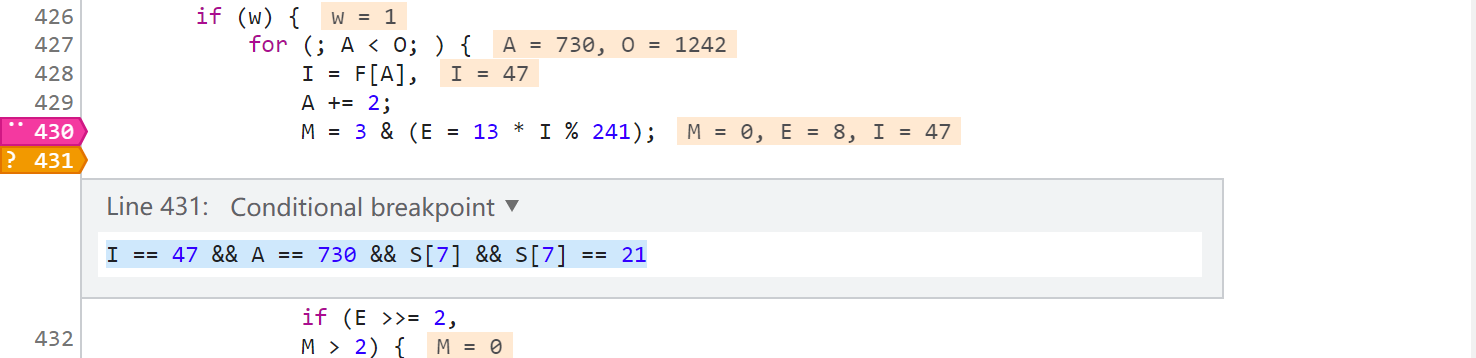 426 if (w) { w = 1
427 for (; A < O; ) { A = 730, O = 1242
428 I = F[A], I = 47
429 A += 2;
430 M = 3 & (E = 13 * I % 241); M = 0, E = 8, I = 47
? 431
Line 431: Conditional breakpoint ▼
I == 47 && A == 730 && S[7] && S[7] == 21
if (E >>= 2,
432 M > 2) { M = 0